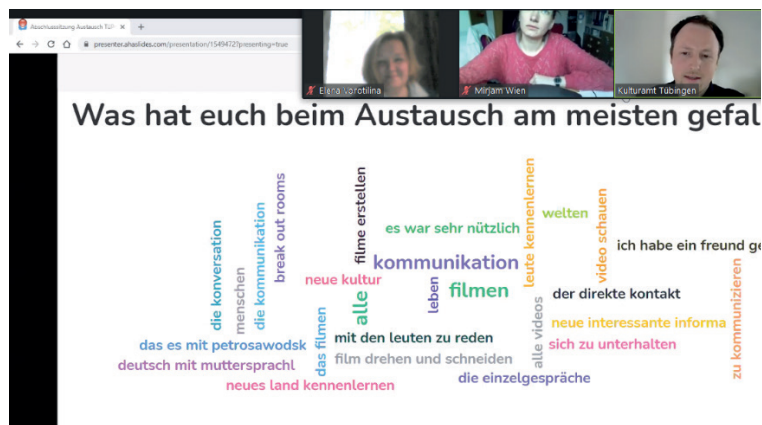 Abschlusssitzung Austausch Tüb
presenter.ahaslides.com/presentation/1549472?presenting=true
Elena Vorotilina
Mirjam Wien
Kulturamt Tübingen
Was hat euch beim Austausch am meisten gefal
die konversation
menschen
die kommunikation
break out rooms
filme erstellen
es war sehr nützlich
leute kennenlernen
welten
video schauen
ich habe ein freund ge
kommunikation
neue kultur
alle
leben
filmen
der direkte kontakt
zu kommunizieren
das es mit petrosawodsk
das filmen
mit den leuten zu reden
alle videos
neue interessante informa
sich zu unterhalten
deutsch mit muttersprachl
film drehen und schneiden
neues land kennenlernen
die einzelgespräche